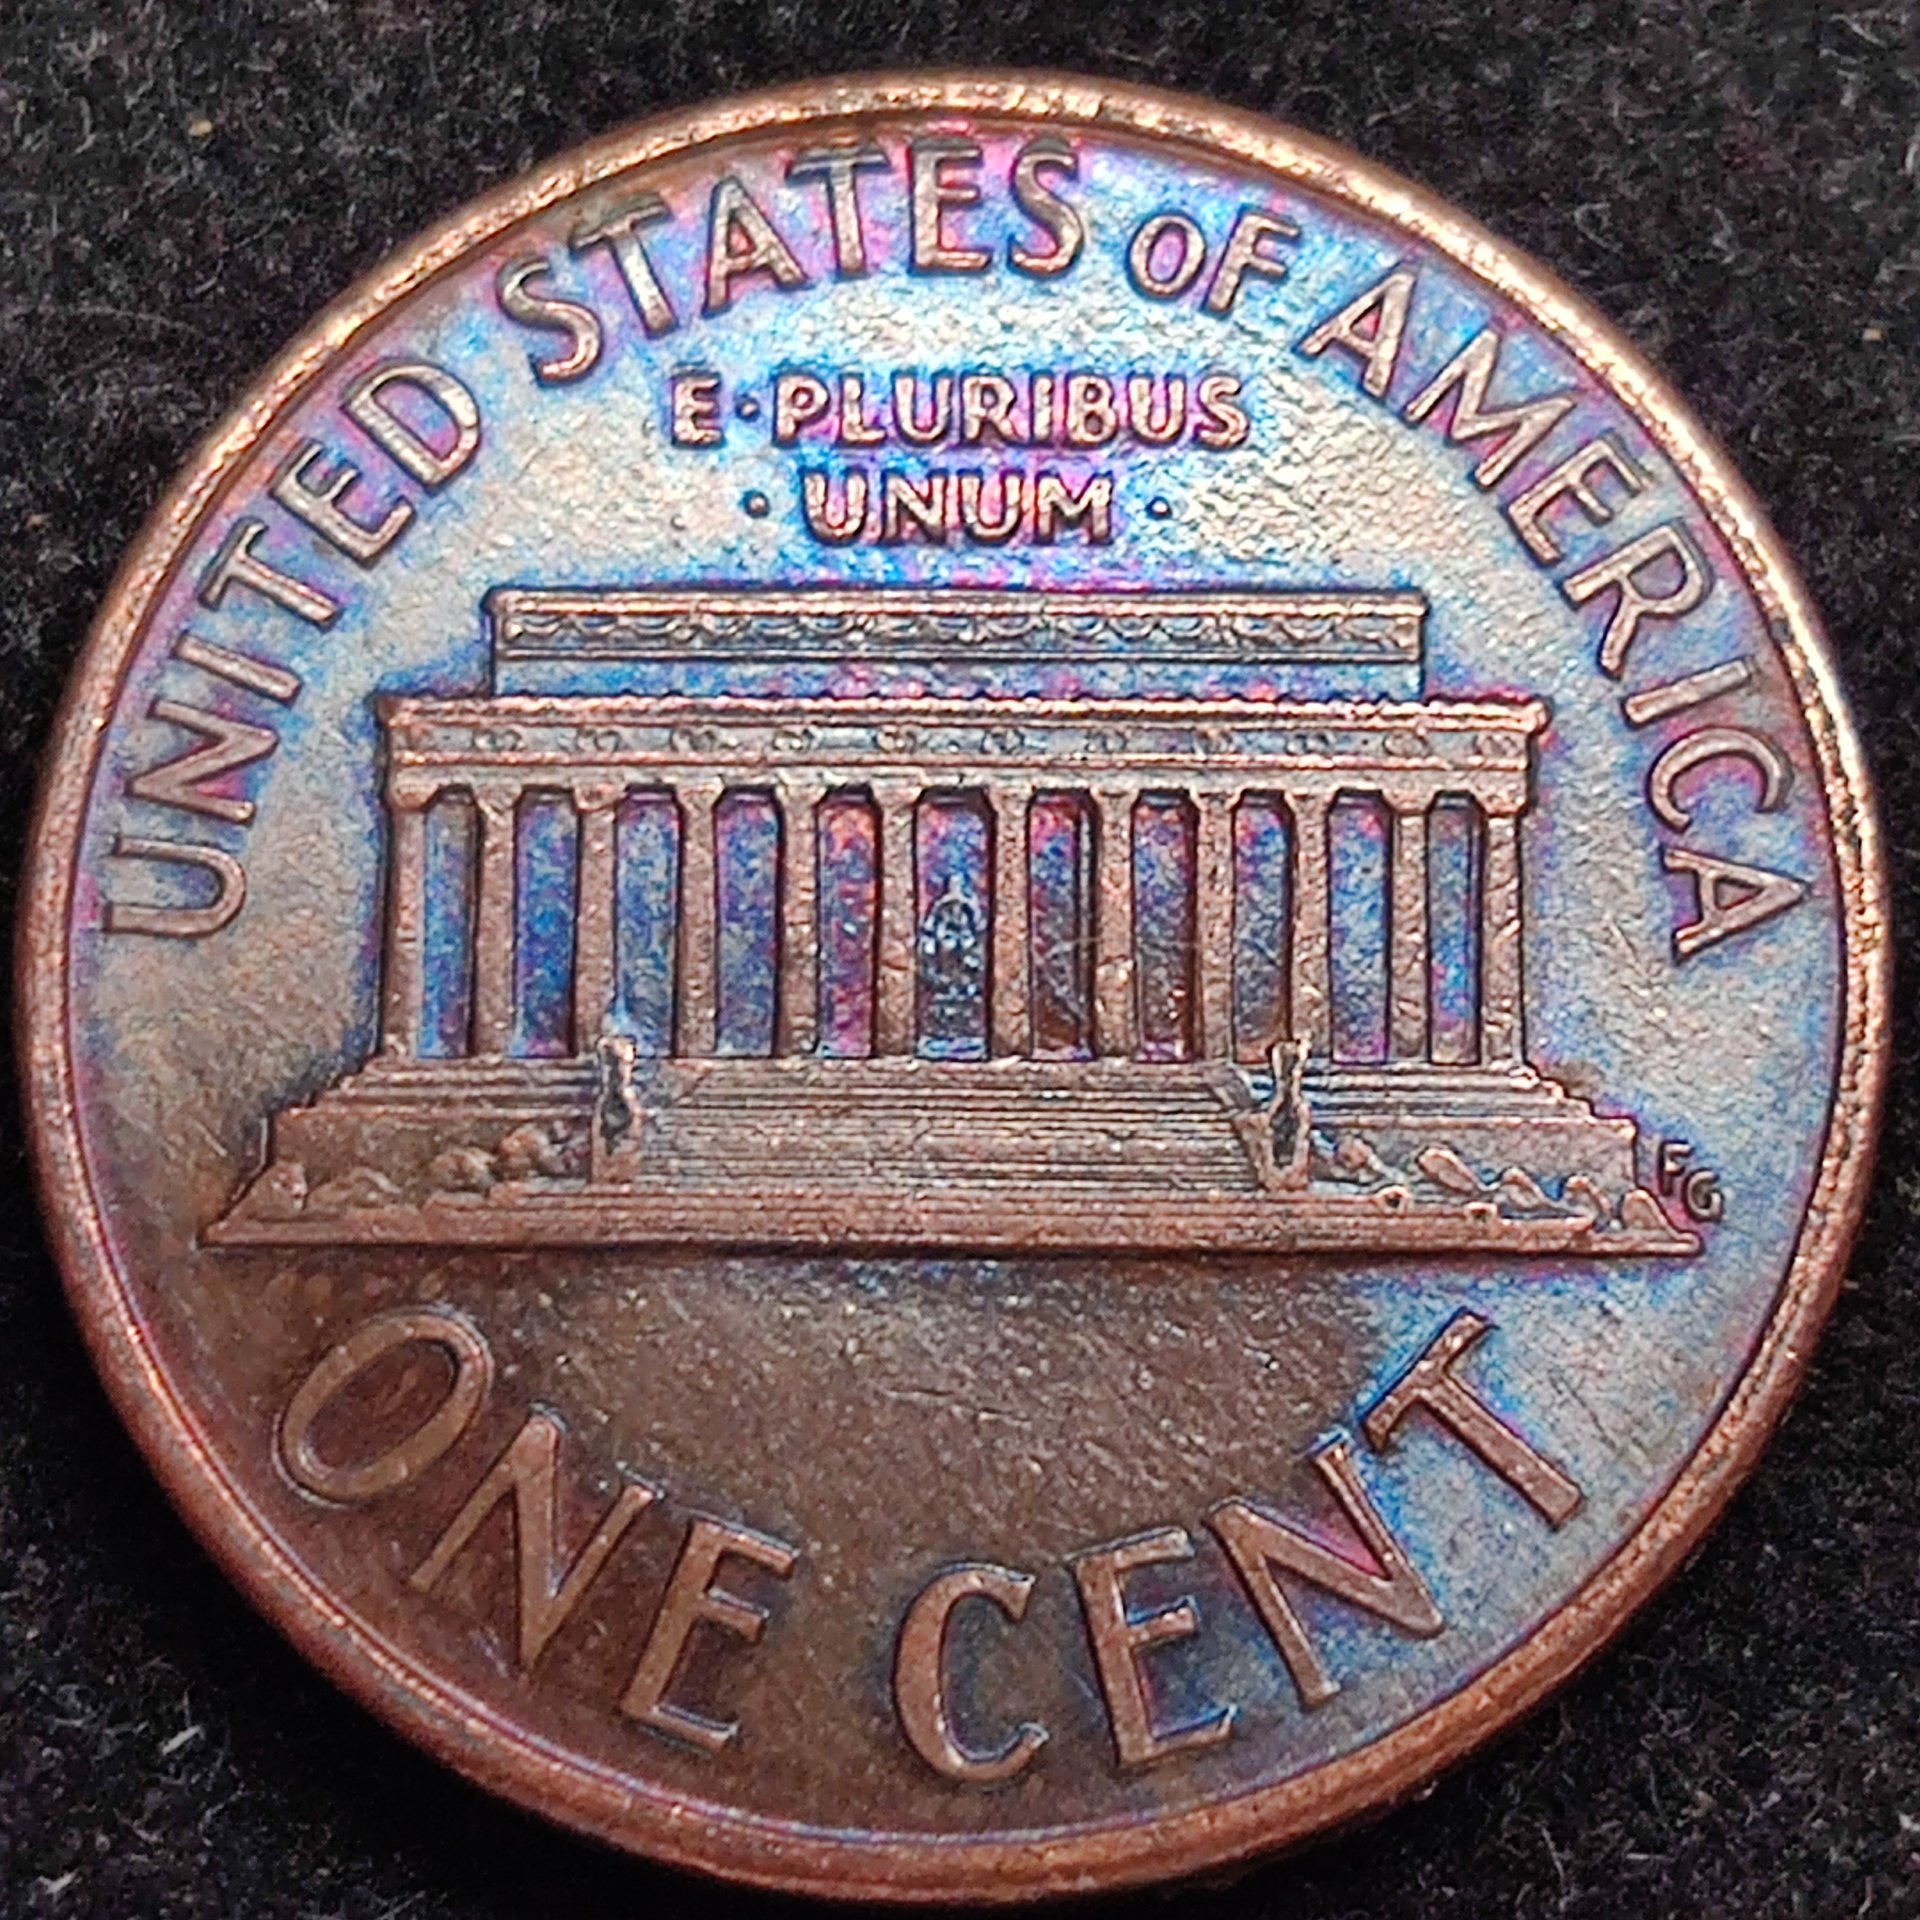 UNITED STATES OF AMERICA
E·PLURIBUS
· UNUM ·
FG
ONE CENT